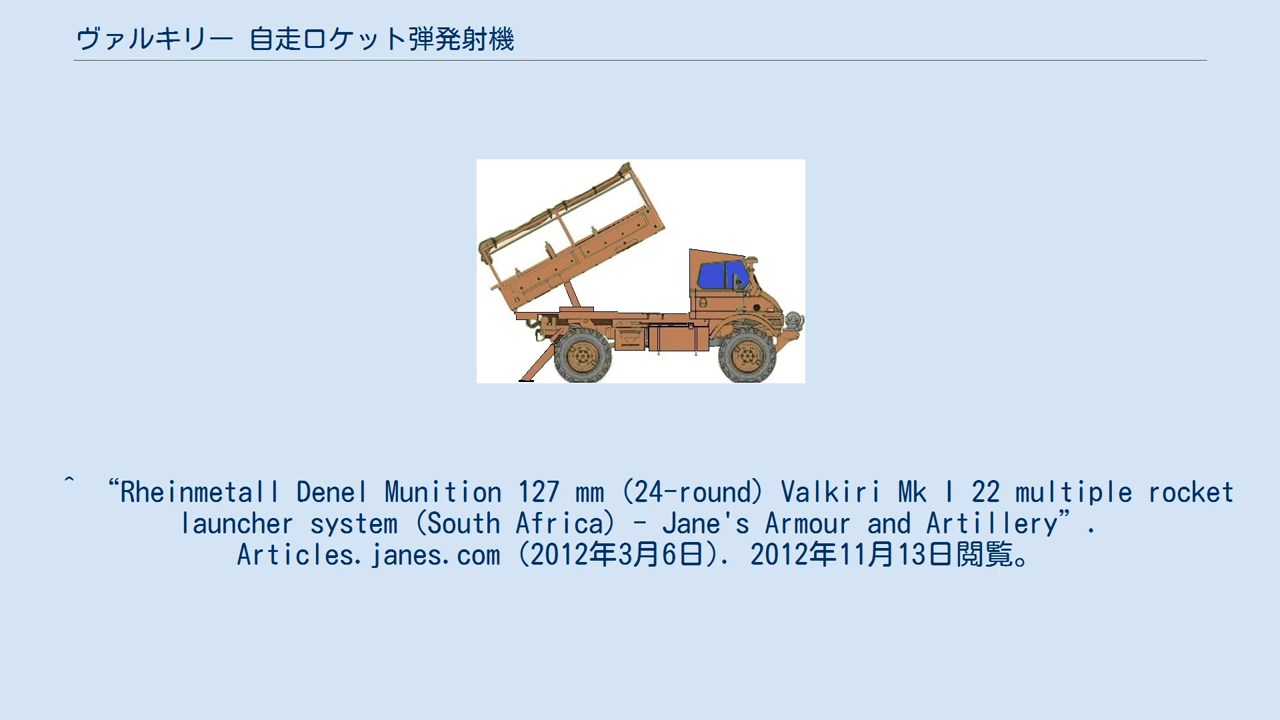 ヴァルキリー 自走ロケット弾発射機
^ “Rheinmetall Denel Munition 127 mm (24-round) Valkiri Mk I 22 multiple rocket
launcher system (South Africa) - Jane's Armour and Artillery”.
Articles.janes.com (2012年3月6日). 2012年11月13日閲覧。